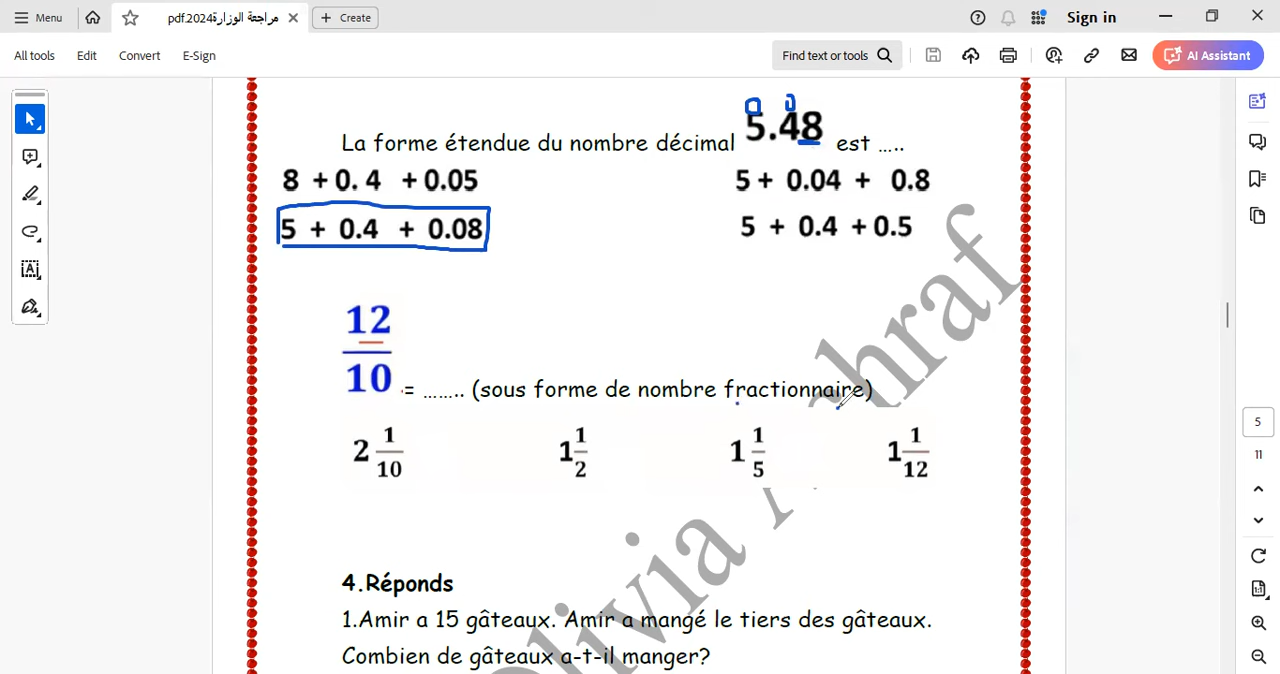 Menu مراجعة الوزارة2024.pdf Create Sign in
All tools Edit Convert E-Sign Find text or tools AI Assistant
La forme étendue du nombre décimal 5.48 est …..
8 + 0.4 + 0.05 5 + 0.04 + 0.8
5 + 0.4 + 0.08 5 + 0.4 + 0.5
12
10
= …….. (sous forme de nombre fractionnaire)
2 1/10 1 1/2 1 1/5 1 1/12
4.Réponds
1.Amir a 15 gâteaux. Amir a mangé le tiers des gâteaux.
Combien de gâteaux a-t-il manger?
5
11